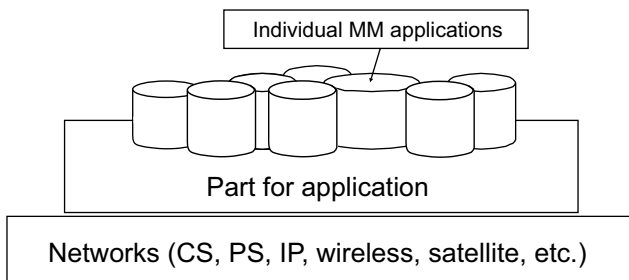 Individual MM applications
Part for application
Networks (CS, PS, IP, wireless, satellite, etc.)